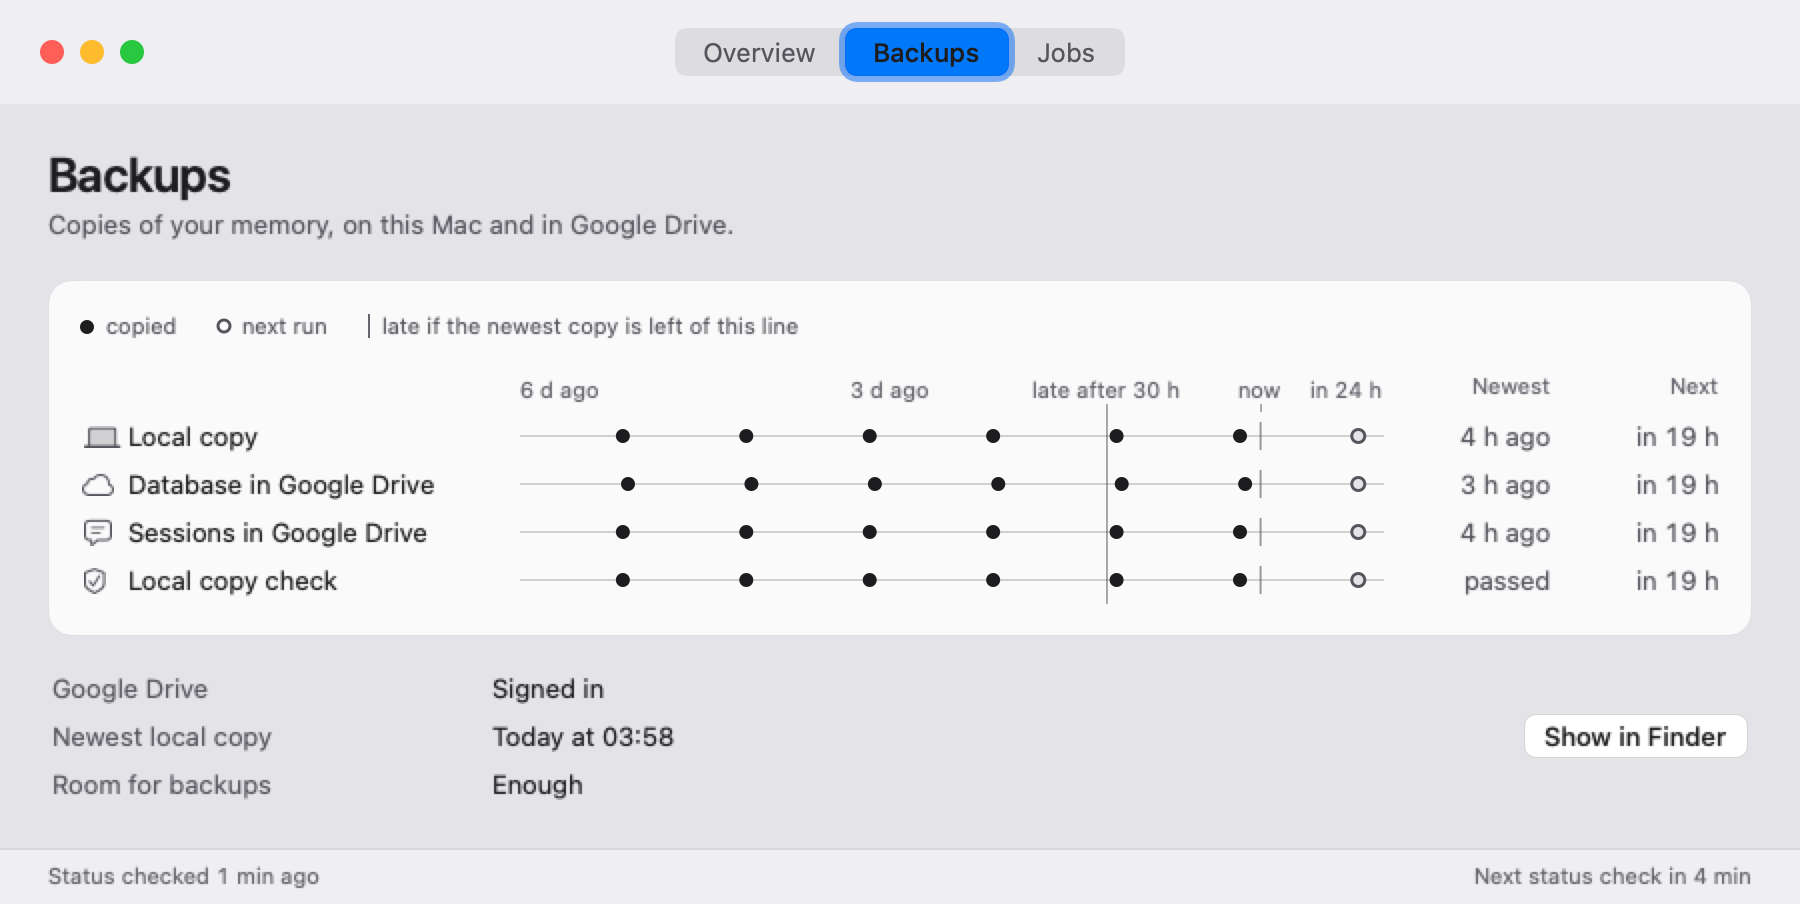 Overview Backups Jobs
Backups
Copies of your memory, on this Mac and in Google Drive.
copied next run late if the newest copy is left of this line
6 d ago 3 d ago late after 30 h now in 24 h Newest Next
Local copy 4 h ago in 19 h
Database in Google Drive 3 h ago in 19 h
Sessions in Google Drive 4 h ago in 19 h
Local copy check passed in 19 h
Google Drive Signed in
Newest local copy Today at 03:58 Show in Finder
Room for backups Enough
Status checked 1 min ago Next status check in 4 min